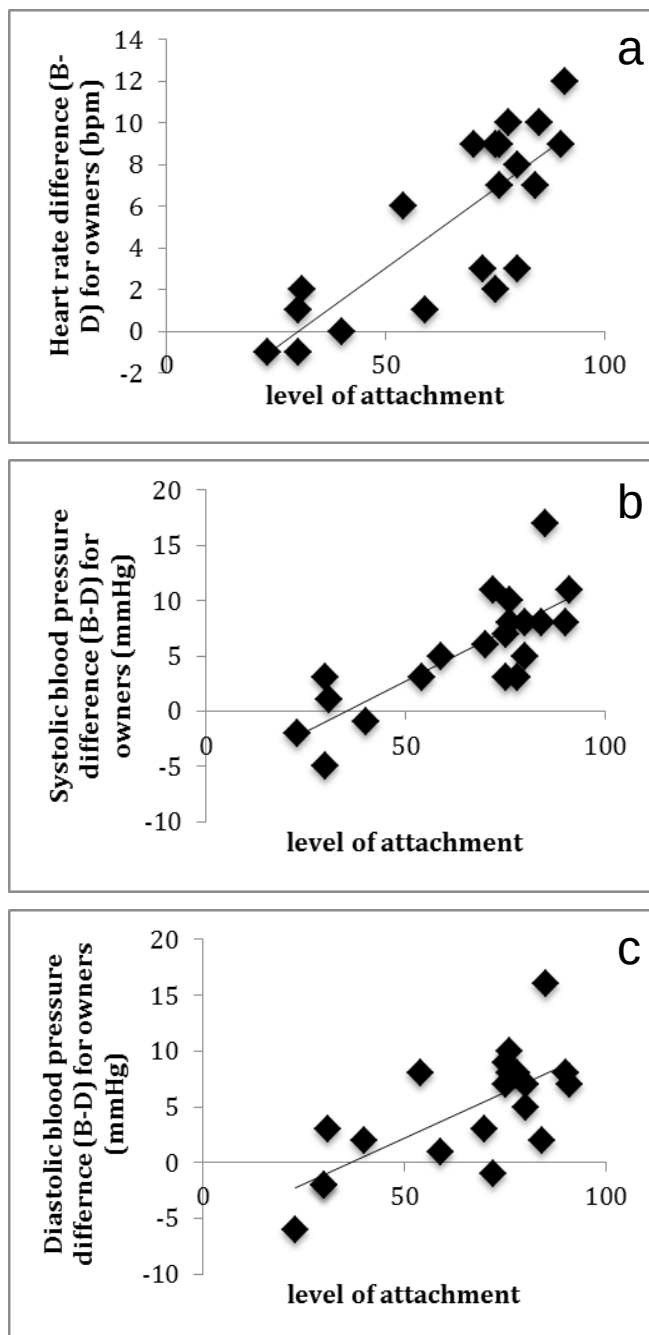 a
Heart rate difference (B-
D) for owners (bpm)
14
12
10
8
6
4
2
0
-2
0
50
100
level of attachment
b
Systolic blood pressure
difference (B-D) for
owners (mmHg)
20
15
10
5
0
-5
-10
0
50
100
level of attachment
c
Diastolic blood pressure
differnce (B-D) for owners
(mmHg)
20
15
10
5
0
-5
-10
0
50
100
level of attachment